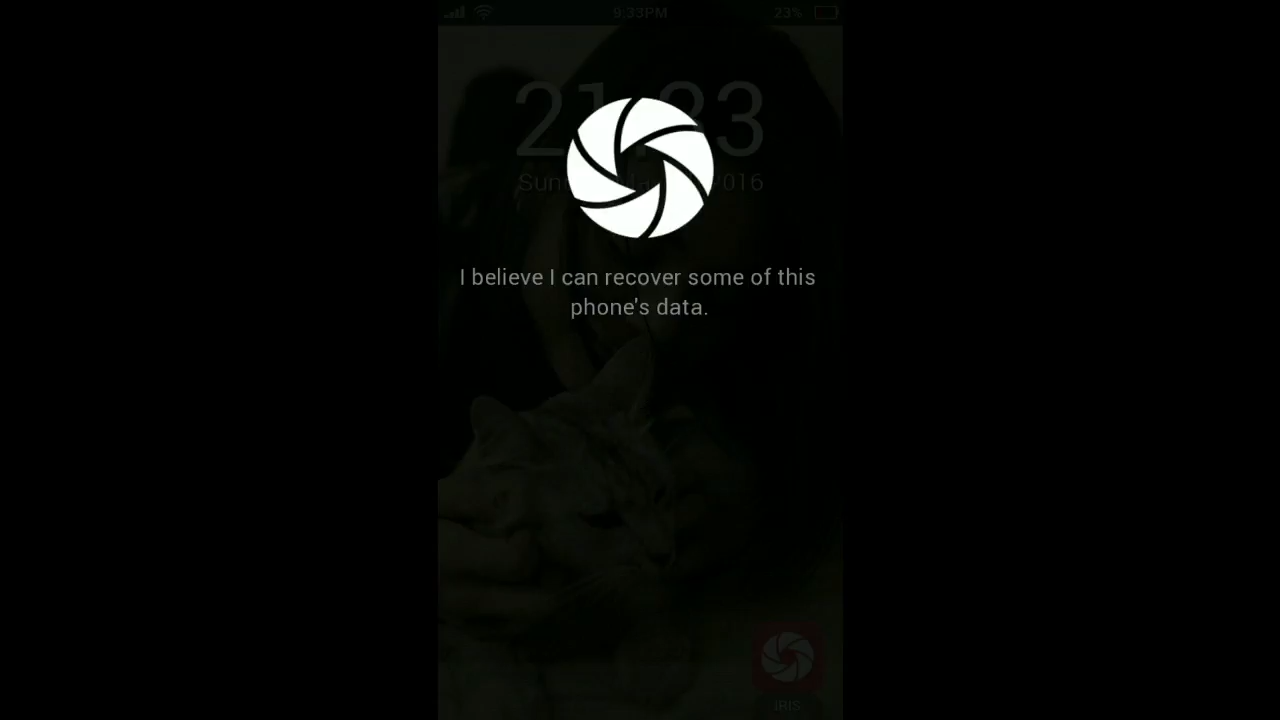 9:33PM 23%
I believe I can recover some of this
phone's data.
IRIS